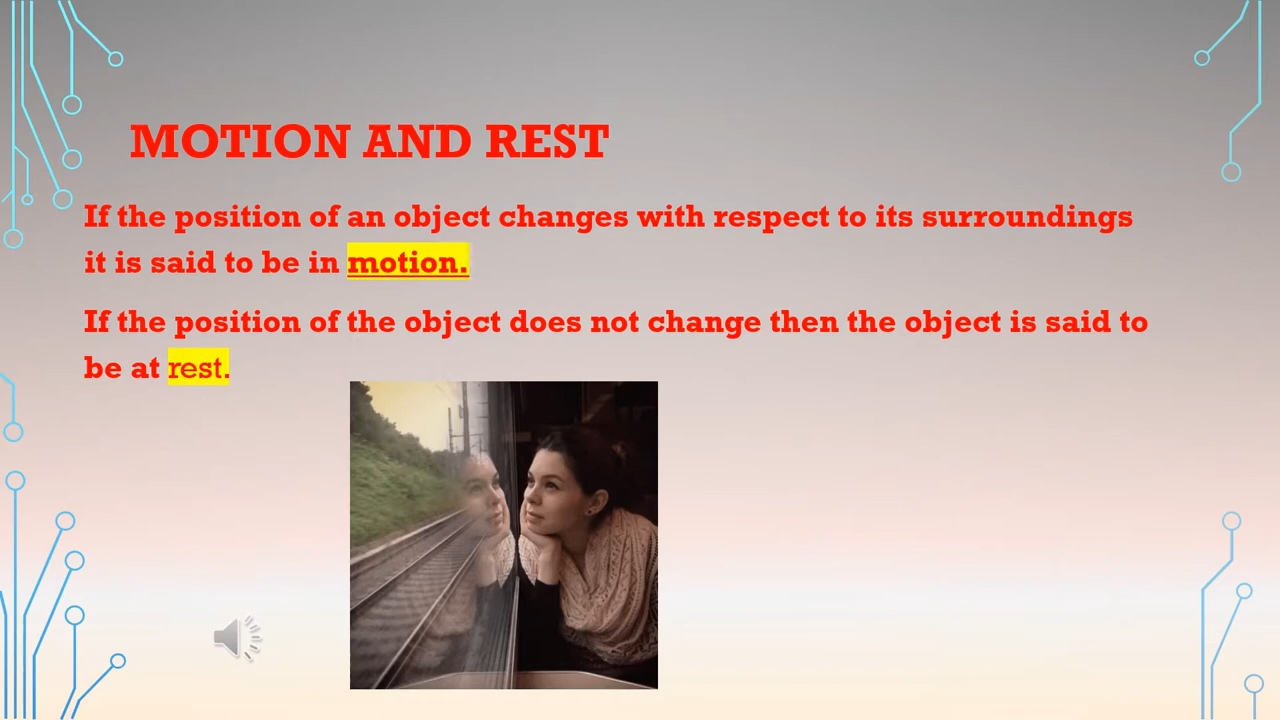 MOTION AND REST
If the position of an object changes with respect to its surroundings
it is said to be in motion.
If the position of the object does not change then the object is said to
be at rest.